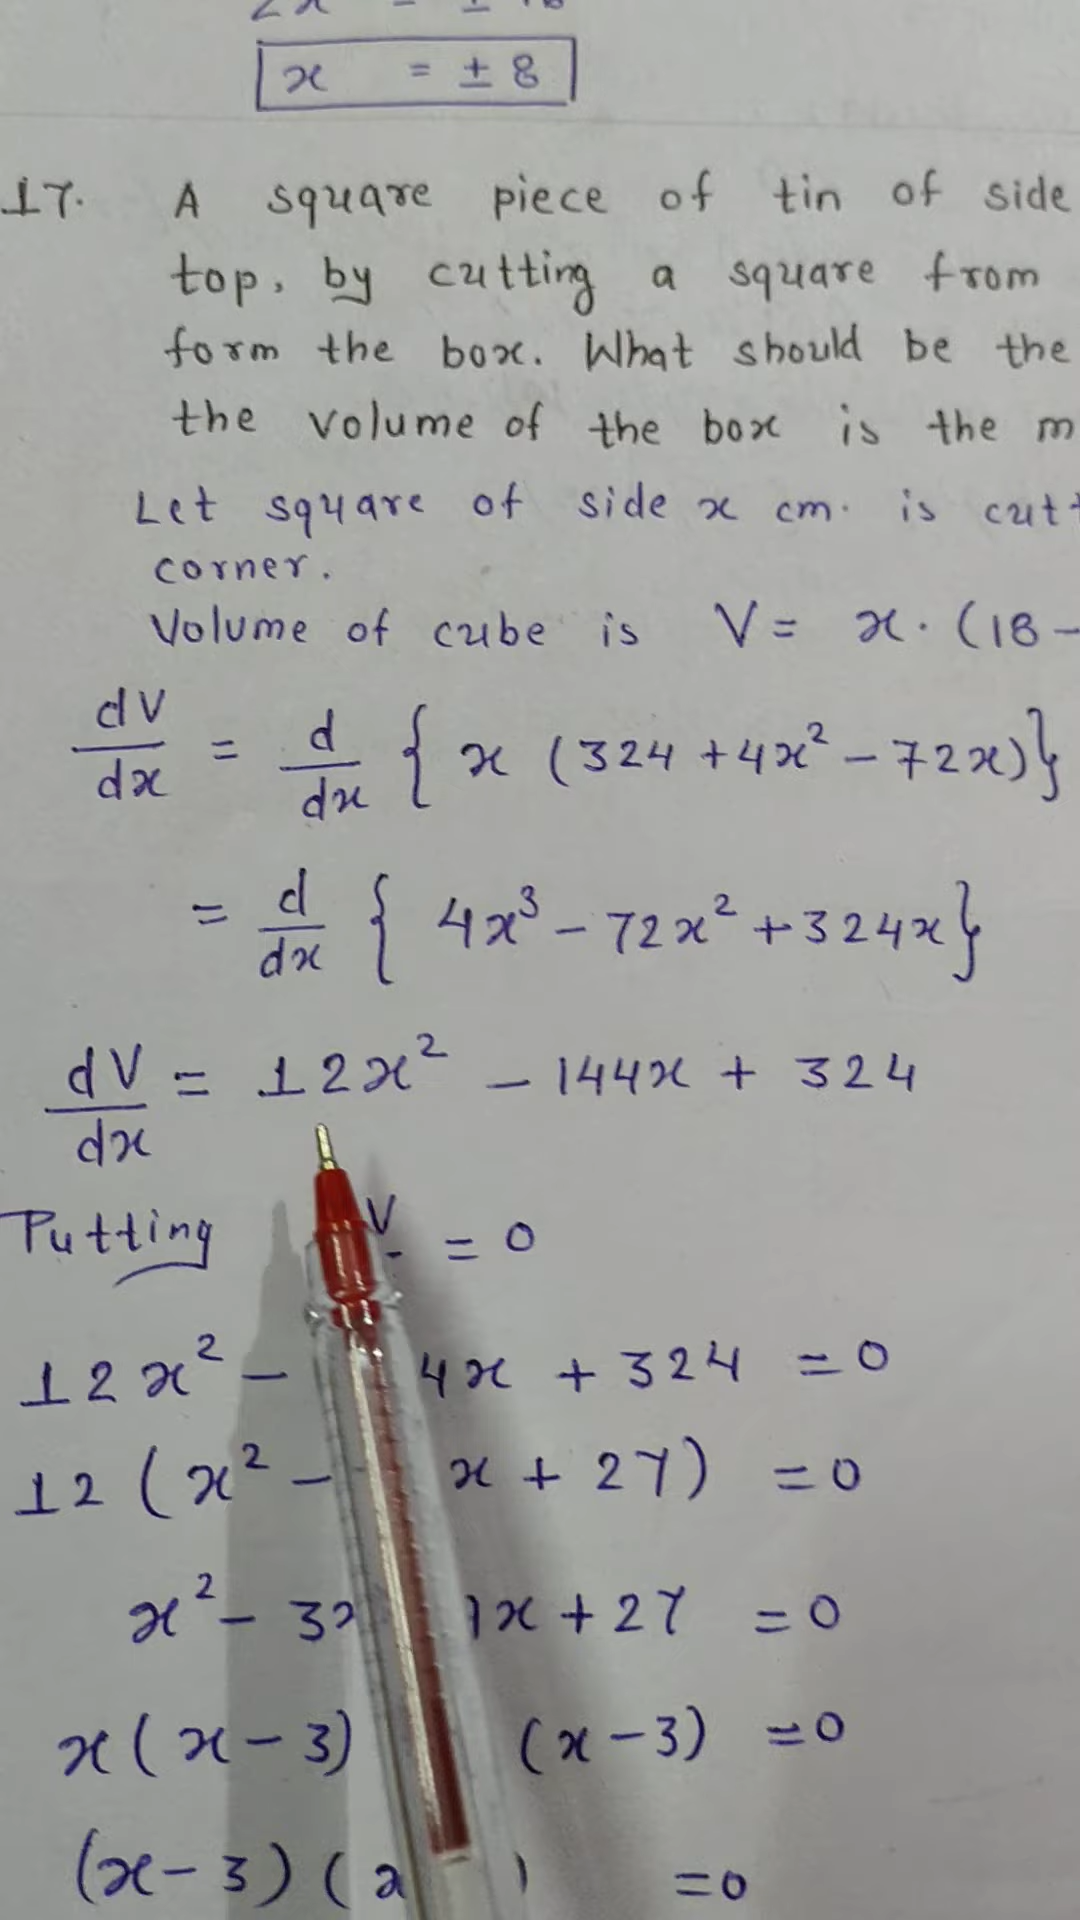 x = ± 8
17. A square piece of tin of side
top, by cutting a square from
form the box. What should be the
the volume of the box is the
Let square of side x cm. is cut
corner.
Volume of cube is V = x. (18 -
dV/dx = d/dx { x (324 + 4x² - 72x) }
= d/dx { 4x³ - 72x² + 324x }
dV/dx = 12x² - 144x + 324
Putting V = 0
12x² - 4x + 324 = 0
12 (x² - x + 27) = 0
x² - 3 x + 27 = 0
x (x - 3) (x - 3) = 0
(x - 3) ( ) = 0